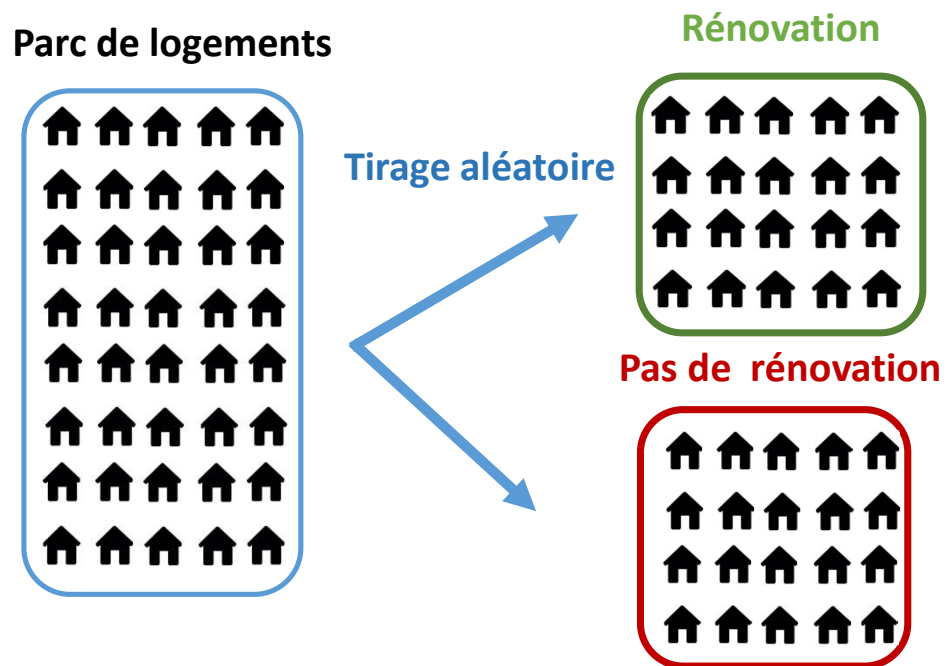 Parc de logements
Rénovation
Tirage aléatoire
Pas de  rénovation